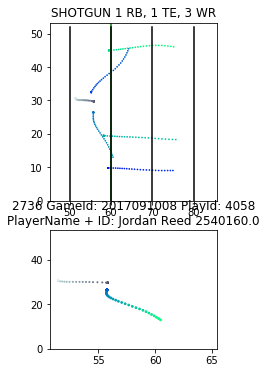 SHOTGUN 1 RB, 1 TE, 3 WR
50
40
30
20
10
0
50 60 70 80
2736 GameId: 2017091008 PlayId: 4058
PlayerName + ID: Jordan Reed 2540160.0
40
20
0
55 60 65